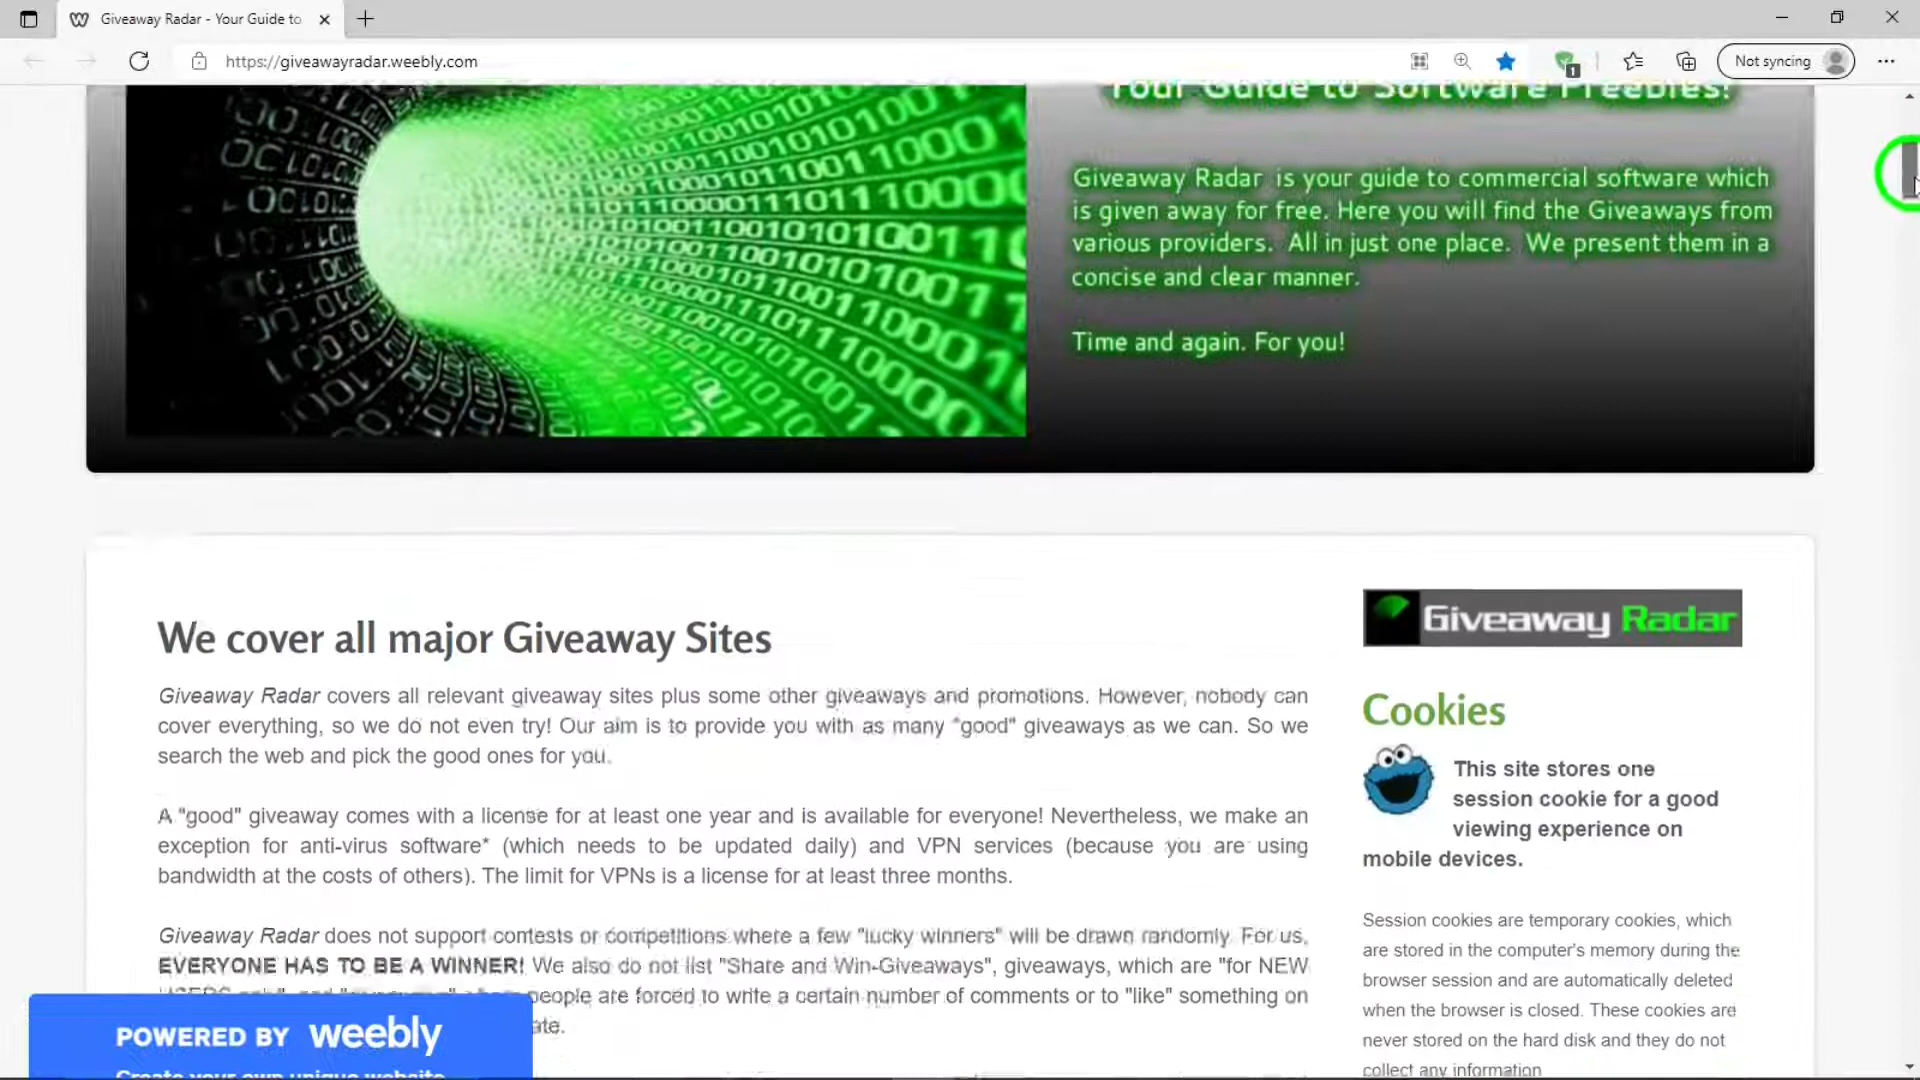 Giveaway Radar - Your Guide to
https://giveawayradar.weebly.com
1
Not syncing
Your Guide to Software Freebies!
Giveaway Radar is your guide to commercial software which
is given away for free. Here you will find the Giveaways from
various providers. All in just one place. We present them in a
concise and clear manner.
Time and again. For you!
We cover all major Giveaway Sites
Giveaway Radar covers all relevant giveaway sites plus some other giveaways and promotions. However, nobody can
cover everything, so we do not even try! Our aim is to provide you with as many "good" giveaways as we can. So we
search the web and pick the good ones for you.
A "good" giveaway comes with a license for at least one year and is available for everyone! Nevertheless, we make an
exception for anti-virus software* (which needs to be updated daily) and VPN services (because you are using
bandwidth at the costs of others). The limit for VPNs is a license for at least three months.
Giveaway Radar does not support contests or competitions where a few "lucky winners" will be drawn randomly. For us,
EVERYONE HAS TO BE A WINNER! We also do not list "Share and Win-Giveaways", giveaways, which are "for NEW
people are forced to write a certain number of comments or to "like" something on
Giveaway Radar
Cookies
This site stores one
session cookie for a good
viewing experience on
mobile devices.
Session cookies are temporary cookies, which
are stored in the computer's memory during the
browser session and are automatically deleted
when the browser is closed. These cookies are
never stored on the hard disk and they do not
collect any information
POWERED BY weebly
Create your own unique website